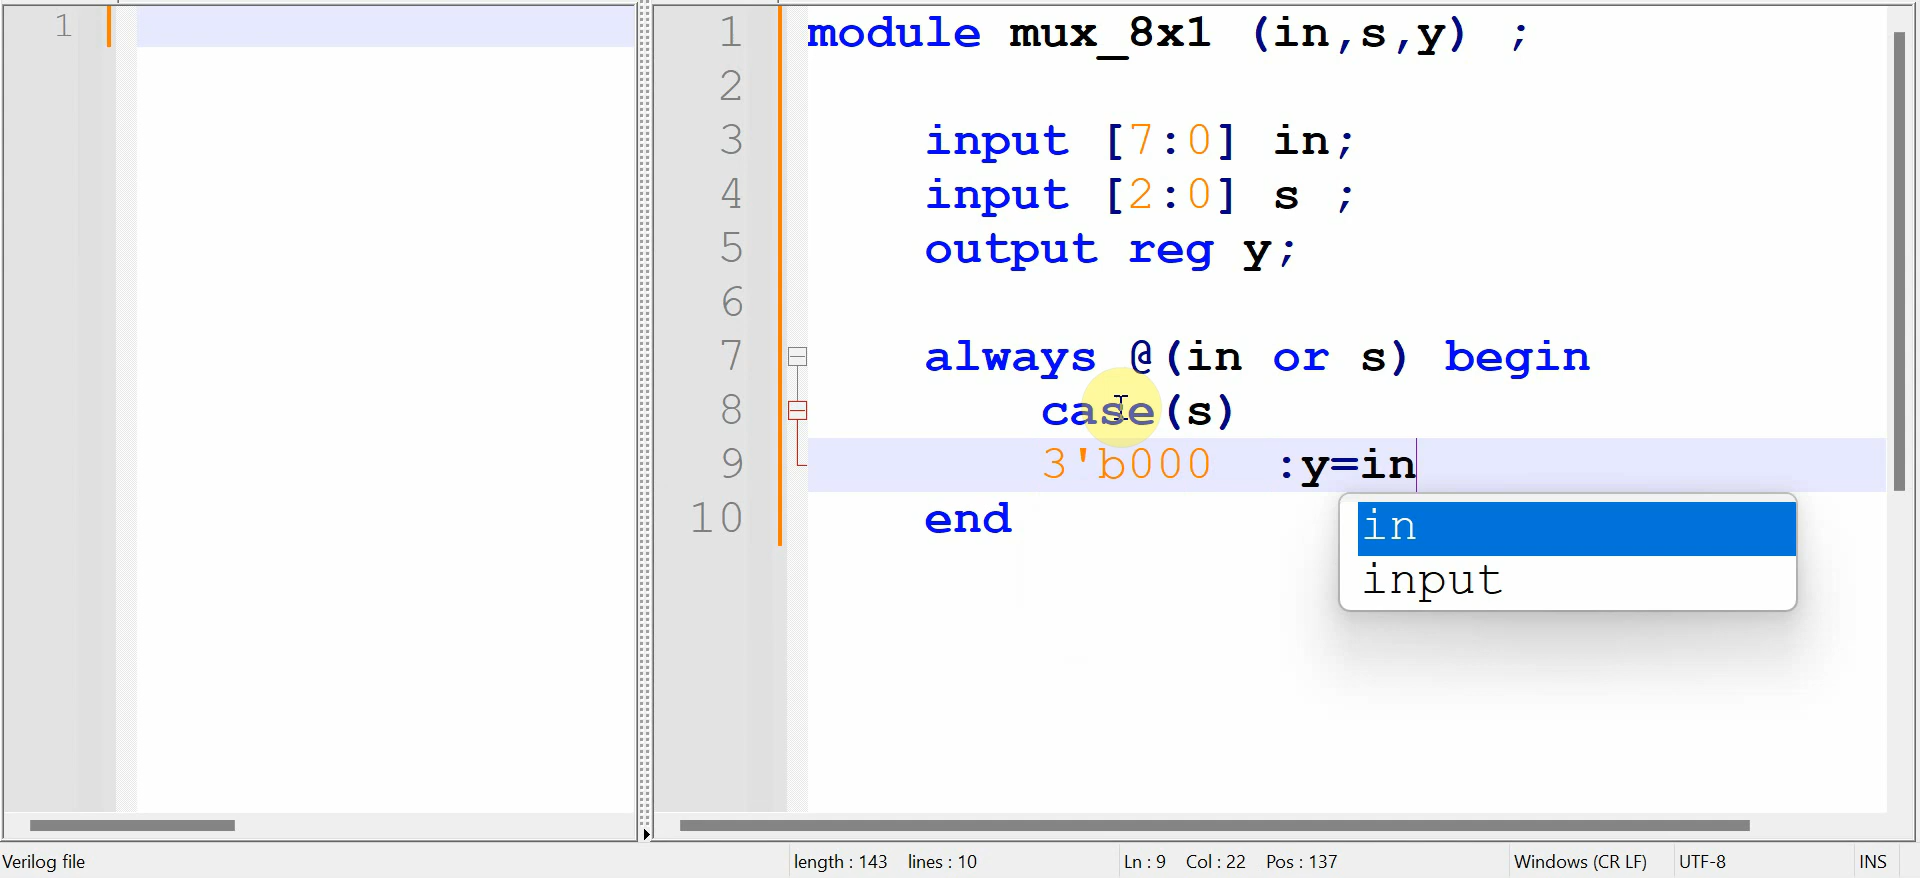 1
1 module mux_8x1 (in,s,y) ;
2
3 input [7:0] in;
4 input [2:0] s ;
5 output reg y;
6
7 always @(in or s) begin
8 case(s)
9 3'b000 :y=in
10 end
in
input
Verilog file length : 143 lines : 10 Ln : 9 Col : 22 Pos : 137 Windows (CR LF) UTF-8 INS